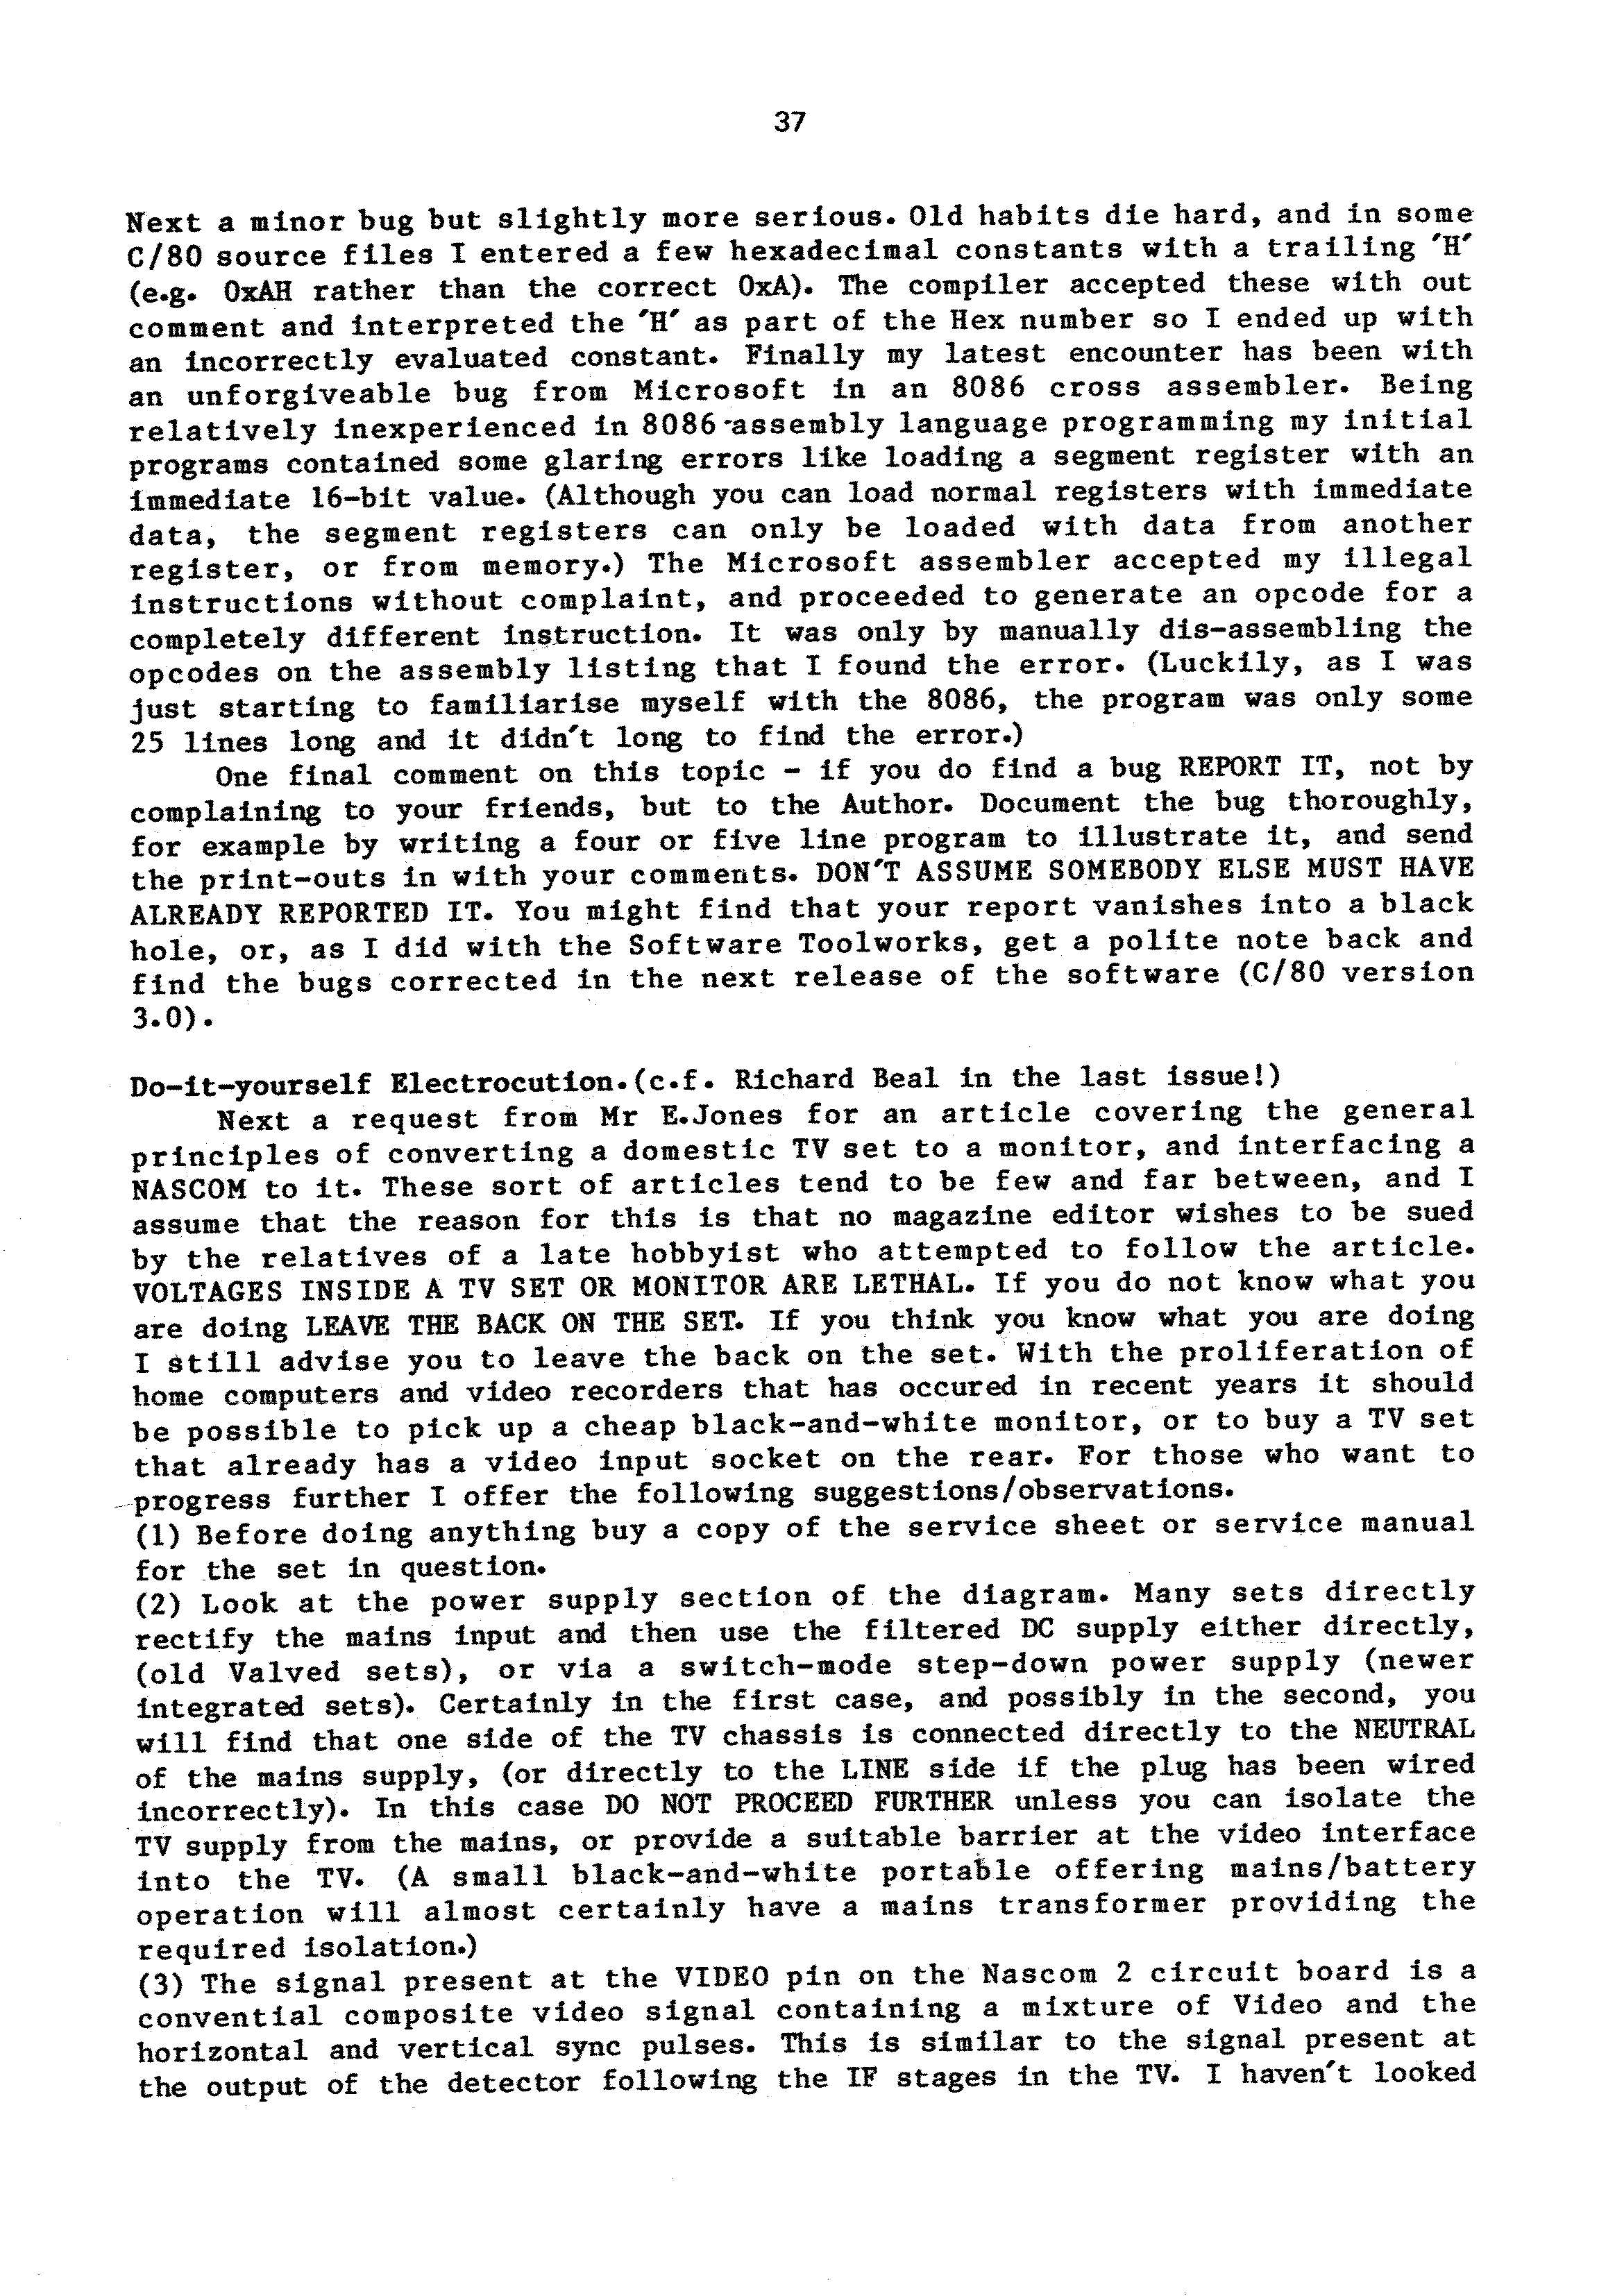 37
Next a minor bug but slightly more serious. Old habits die hard, and in some
C/80 source files I entered a few hexadecimal constants with a trailing 'H'
(e.g. 0xAH rather than the correct 0xA). The compiler accepted these with out
comment and interpreted the 'H' as part of the Hex number so I ended up with
an incorrectly evaluated constant. Finally my latest encounter has been with
an unforgiveable bug from Microsoft in an 8086 cross assembler. Being
relatively inexperienced in 8086-assembly language programming my initial
programs contained some glaring errors like loading a segment register with an
immediate 16-bit value. (Although you can load normal registers with immediate
data, the segment registers can only be loaded with data from another
register, or from memory.) The Microsoft assembler accepted my illegal
instructions without complaint, and proceeded to generate an opcode for a
completely different instruction. It was only by manually dis-assembling the
opcodes on the assembly listing that I found the error. (Luckily, as I was
just starting to familiarise myself with the 8086, the program was only some
25 lines long and it didn't long to find the error.)
One final comment on this topic - if you do find a bug REPORT IT, not by
complaining to your friends, but to the Author. Document the bug thoroughly,
for example by writing a four or five line program to illustrate it, and send
the print-outs in with your comments. DON'T ASSUME SOMEBODY ELSE MUST HAVE
ALREADY REPORTED IT. You might find that your report vanishes into a black
hole, or, as I did with the Software Toolworks, get a polite note back and
find the bugs corrected in the next release of the software (C/80 version
3.0).
Do-it-yourself Electrocution.(c.f. Richard Beal in the last issue!)
Next a request from Mr E.Jones for an article covering the general
principles of converting a domestic TV set to a monitor, and interfacing a
NASCOM to it. These sort of articles tend to be few and far between, and I
assume that the reason for this is that no magazine editor wishes to be sued
by the relatives of a late hobbyist who attempted to follow the article.
VOLTAGES INSIDE A TV SET OR MONITOR ARE LETHAL. If you do not know what you
are doing LEAVE THE BACK ON THE SET. If you think you know what you are doing
I still advise you to leave the back on the set. With the proliferation of
home computers and video recorders that has occured in recent years it should
be possible to pick up a cheap black-and-white monitor, or to buy a TV set
that already has a video input socket on the rear. For those who want to
progress further I offer the following suggestions/observations.
(1) Before doing anything buy a copy of the service sheet or service manual
for the set in question.
(2) Look at the power supply section of the diagram. Many sets directly
rectify the mains input and then use the filtered DC supply either directly,
(old Valved sets), or via a switch-mode step-down power supply (newer
integrated sets). Certainly in the first case, and possibly in the second, you
will find that one side of the TV chassis is connected directly to the NEUTRAL
of the mains supply, (or directly to the LINE side if the plug has been wired
incorrectly). In this case DO NOT PROCEED FURTHER unless you can isolate the
TV supply from the mains, or provide a suitable barrier at the video interface
into the TV. (A small black-and-white portable offering mains/battery
operation will almost certainly have a mains transformer providing the
required isolation.)
(3) The signal present at the VIDEO pin on the Nascom 2 circuit board is a
convential composite video signal containing a mixture of Video and the
horizontal and vertical sync pulses. This is similar to the signal present at
the output of the detector following the IF stages in the TV. I haven't looked